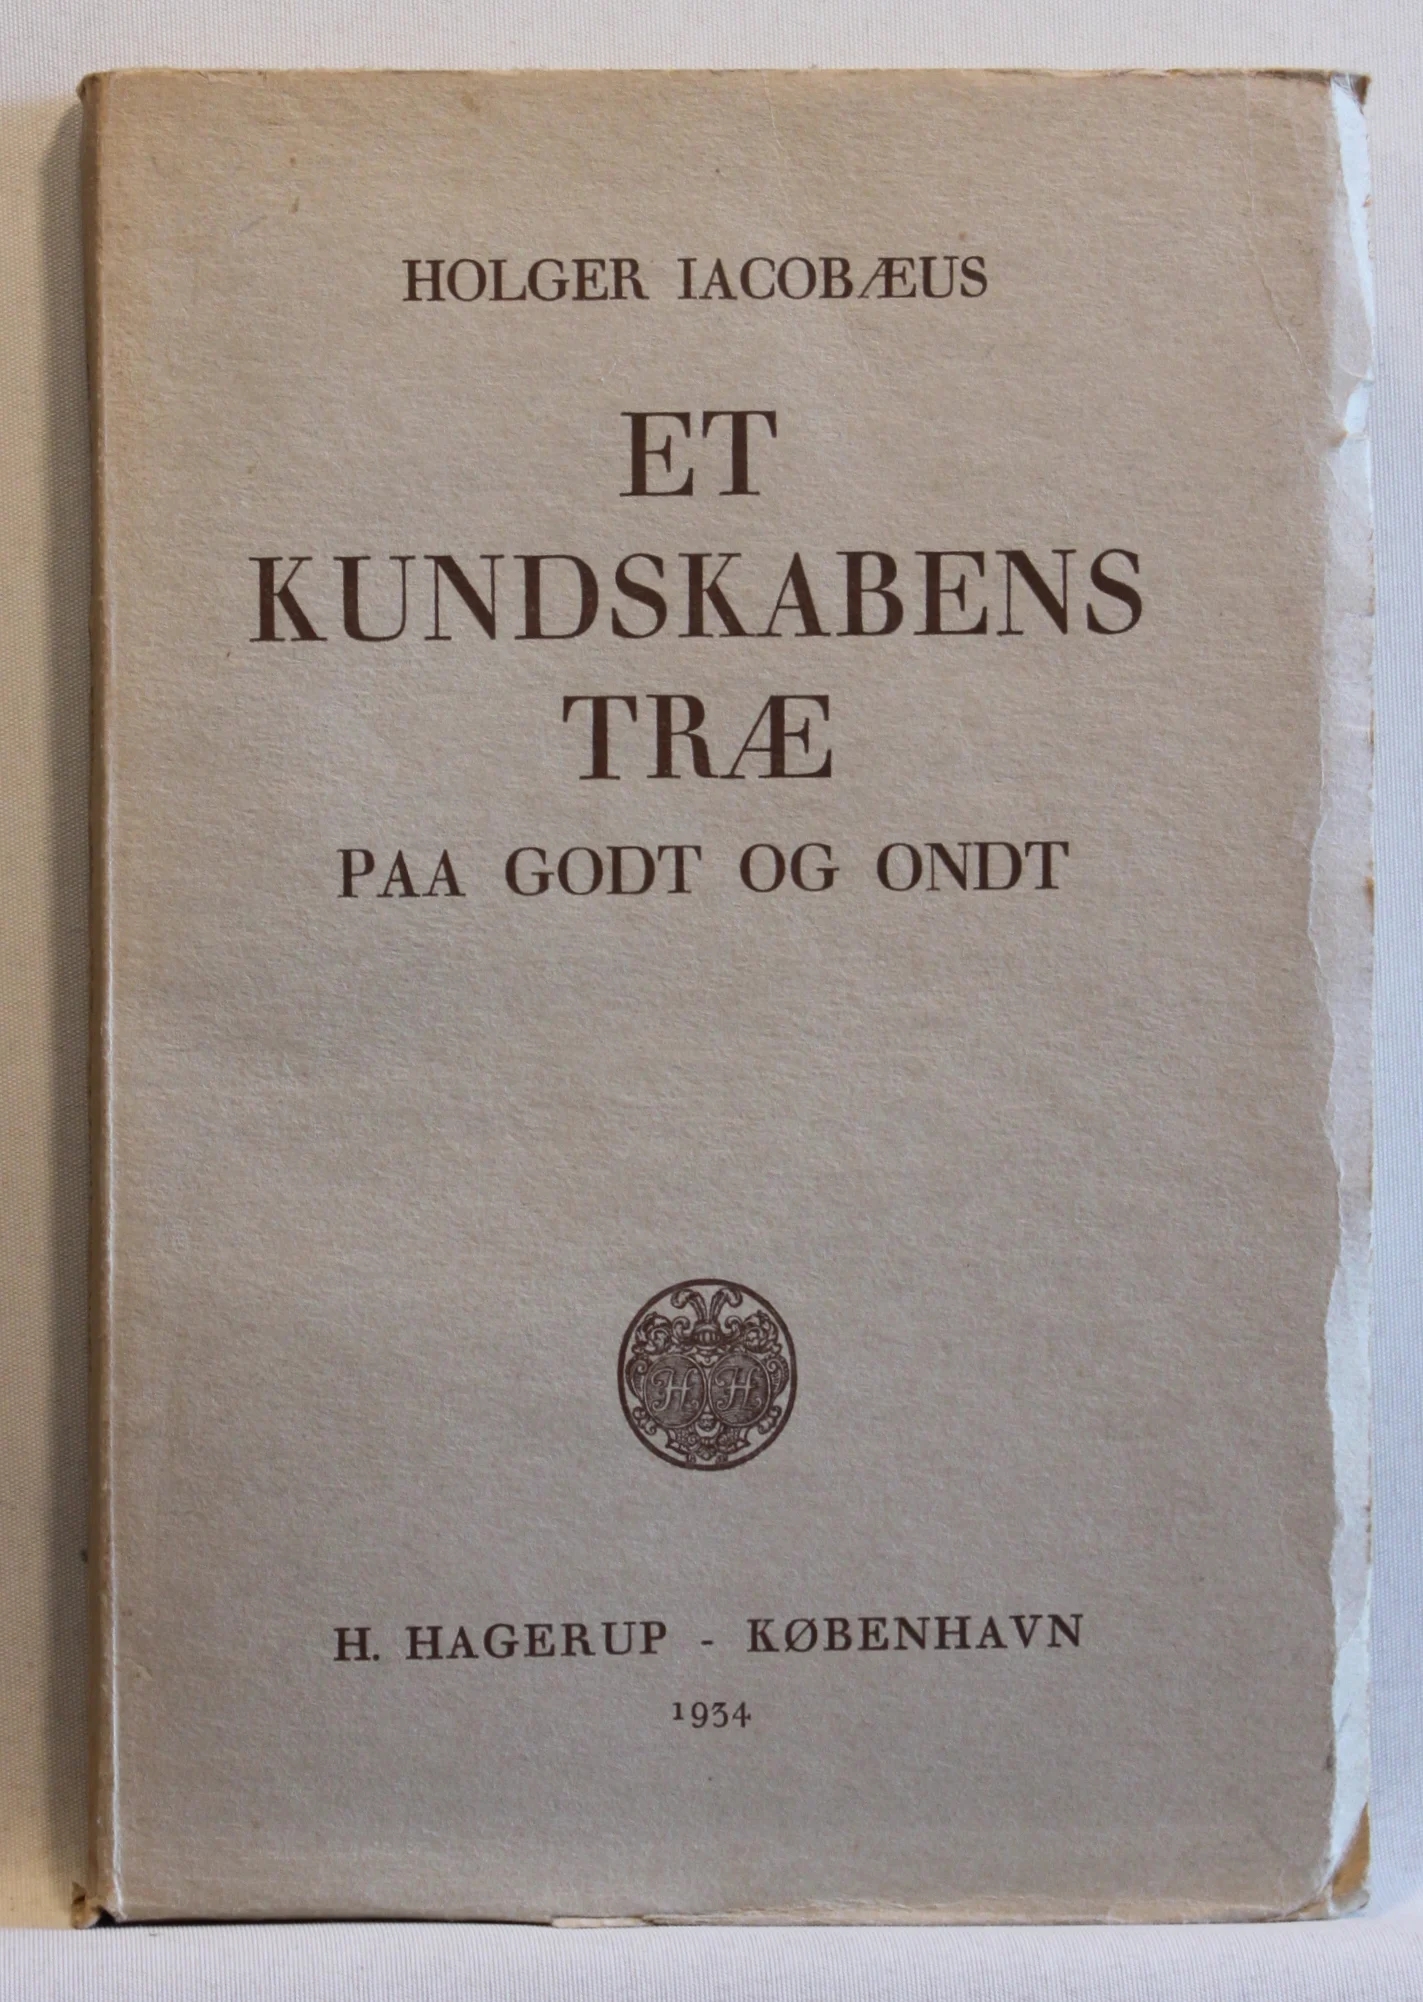 HOLGER IACOBÆUS
ET
KUNDSKABENS
TRÆ
PAA GODT OG ONDT
H H
H. HAGERUP - KØBENHAVN
1934